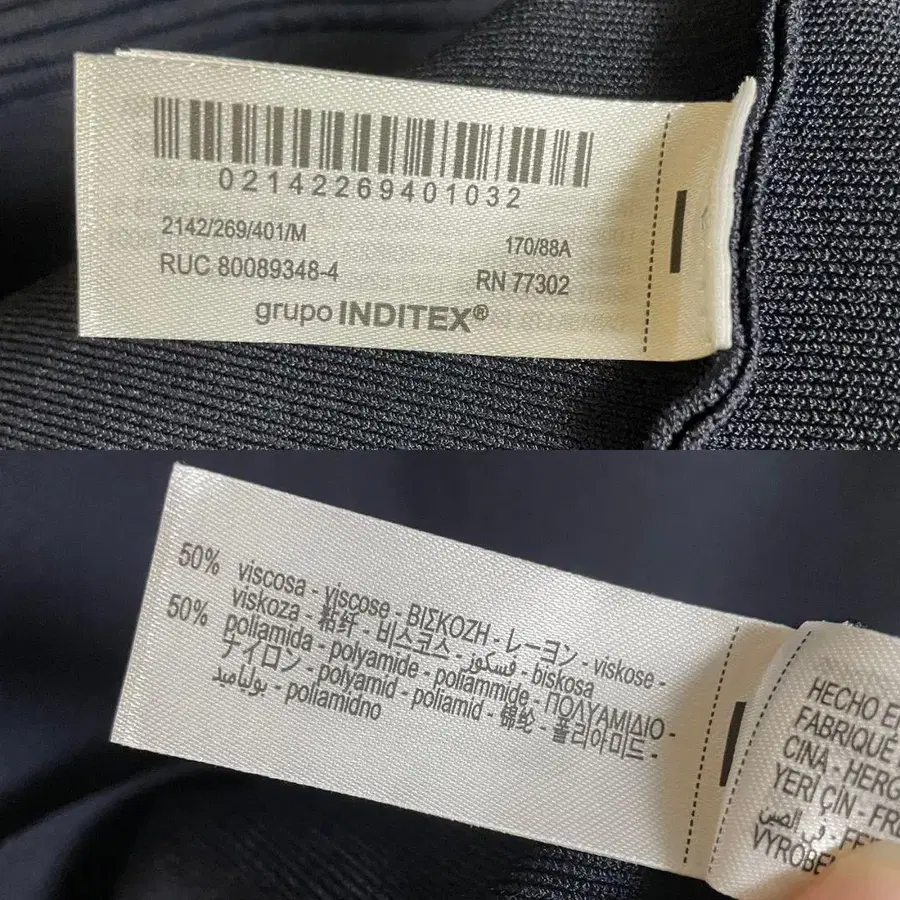 02142269401032
2142/269/401/M 170/88A
RUC 80089348-4 RN 77302
grupo INDITEX®
50% viscosa - viscose - ΒΙΣΚΟΖΗ - レーヨン - viskose -
viskoza - 粘纤 - 비스코스 - فسكوز - biskosa
50% poliamida - polyamide - poliammide - ΠΟΛΥΑΜΙΔΙΟ -
ナイロン - polyamid - poliamid - 锦纶 - 폴리아미드 -
بولياميد - poliamidno
HECHO E
FABRIQUÉ
CINA - HERG
YERİ ÇİN - FR
في الصين - FE
VYROBE